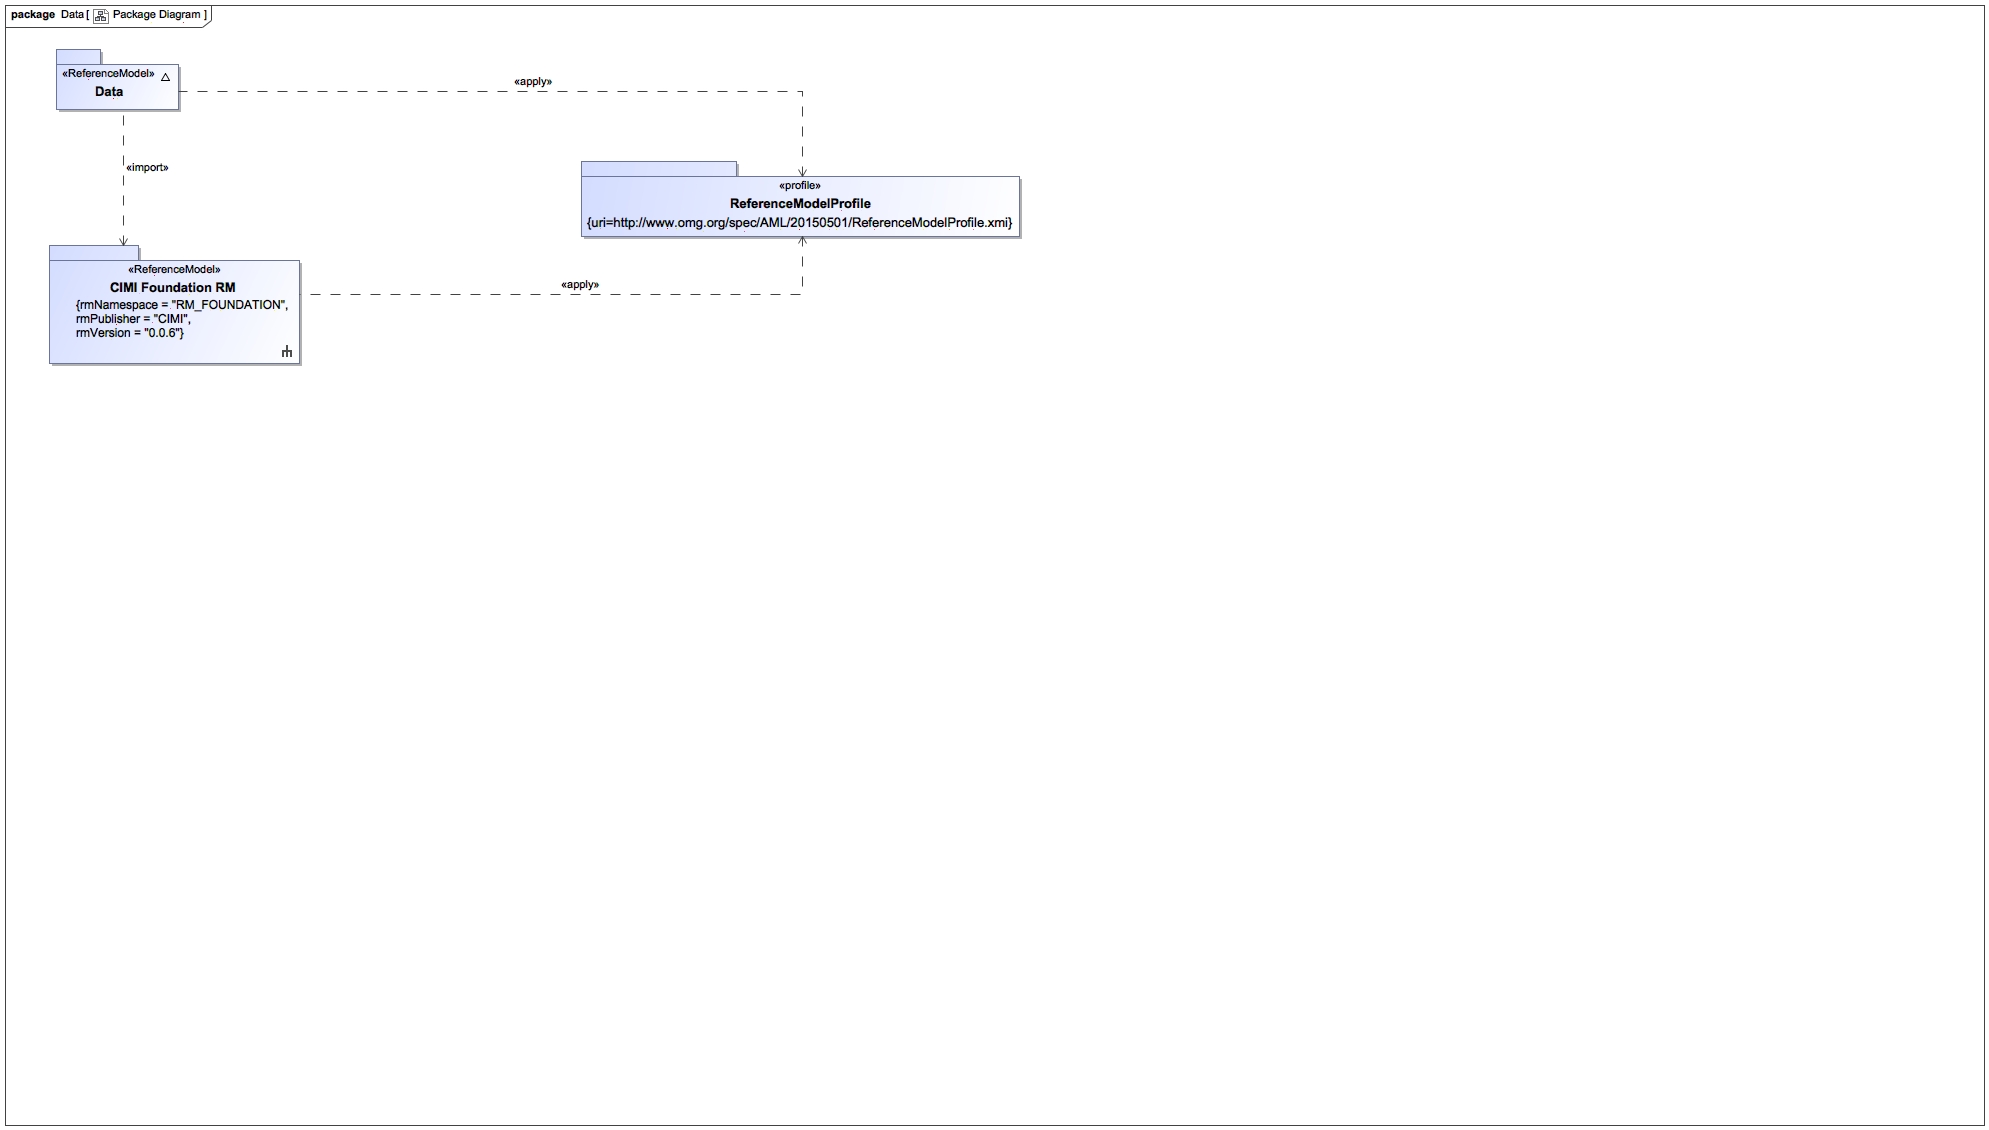 package Data [ Package Diagram ]
«ReferenceModel»
Data
«apply»
«import»
«profile»
ReferenceModelProfile
{uri=http://www.omg.org/spec/AML/20150501/ReferenceModelProfile.xmi}
«ReferenceModel»
CIMI Foundation RM
{rmNamespace = "RM_FOUNDATION",
rmPublisher = "CIMI",
rmVersion = "0.0.6"}
«apply»